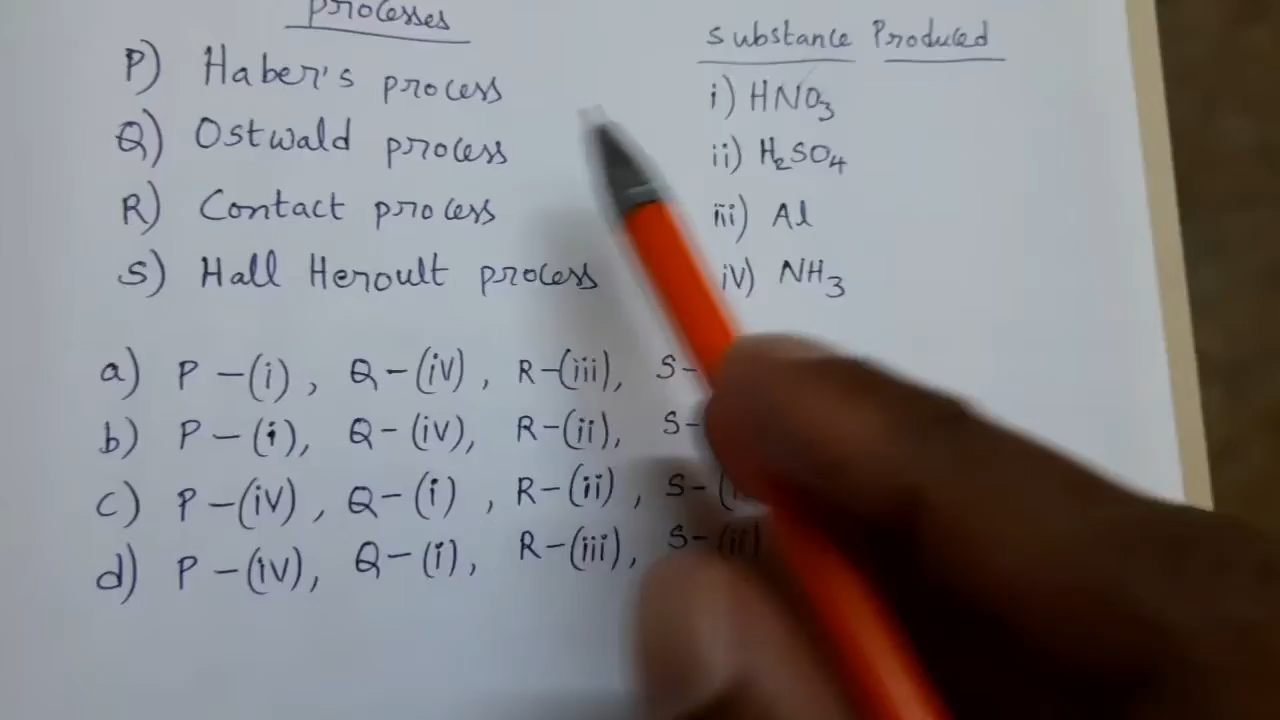 Processes
Substance Produced
P) Haber's process
i) HNO3
Q) Ostwald process
ii) H2SO4
R) Contact process
iii) Al
S) Hall Heroult process
iv) NH3
a) P-(i), Q-(iv), R-(iii), S-
b) P-(i), Q-(iv), R-(ii), S-
c) P-(iv), Q-(i), R-(ii), S-
d) P-(iv), Q-(i), R-(iii), S-(ii)